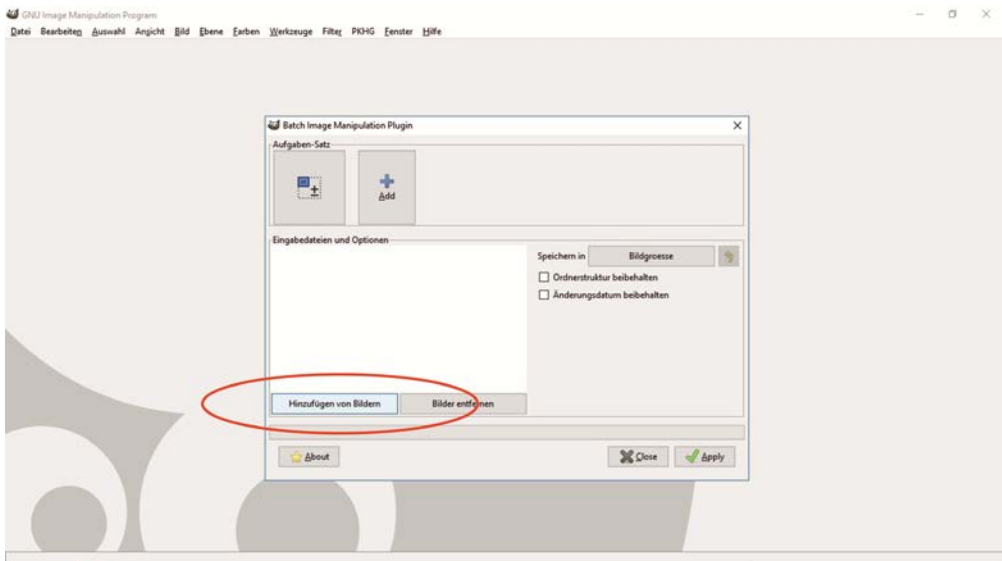 GNU Image Manipulation Program
Datei Bearbeiten Auswahl Ansicht Bild Ebene Farben Werkzeuge Filter PKHG Fenster Hilfe
Batch Image Manipulation Plugin
Aufgaben-Satz
Add
Eingabedateien und Optionen
Speichern in Bildgroesse
Ordnerstruktur beibehalten
Änderungsdatum beibehalten
Hinzufügen von Bildern Bilder entfernen
About Close Apply